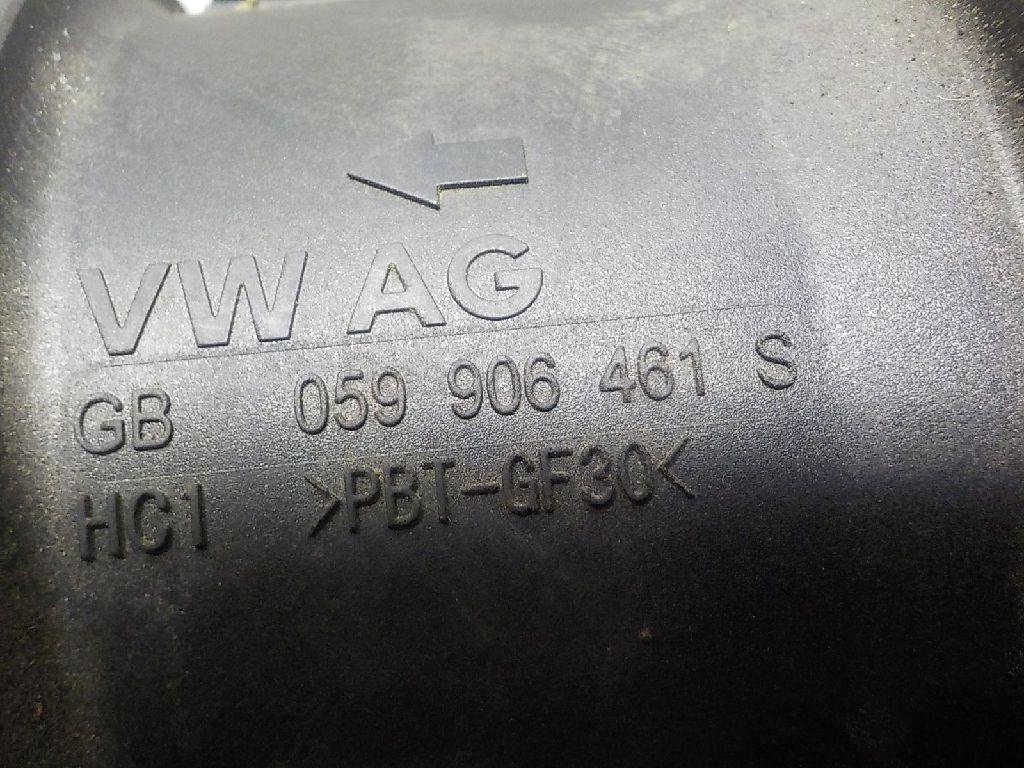 VW AG
GB 059 906 461 S
HC1 >PBT-GF30<